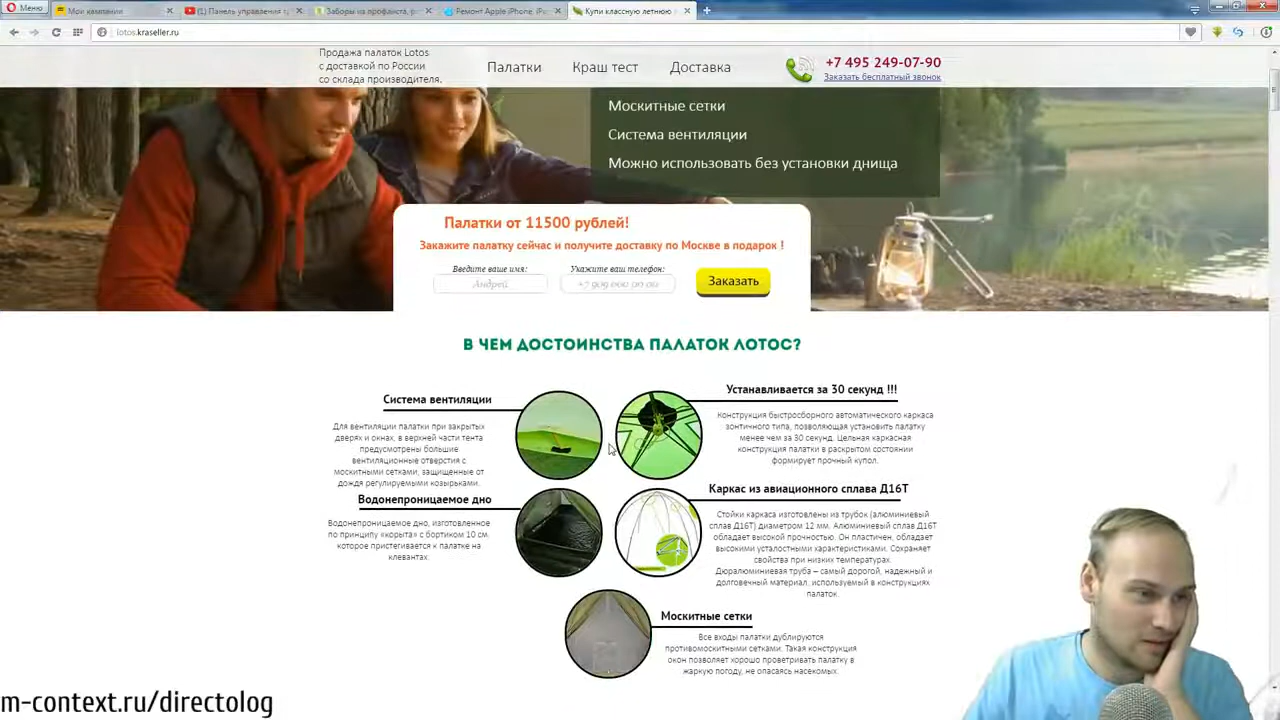 Меню
Мои кампании
(1) Панель управления
Заборы из профнаста, р
Ремонт Apple iPhone, iPa
Купи классную летнюю
lotos.kraseller.ru
Продажа палаток Lotos
с доставкой по России
со склада производителя.
Палатки
Краш тест
Доставка
+7 495 249-07-90
Заказать бесплатный звонок
Москитные сетки
Система вентиляции
Можно использовать без установки днища
Палатки от 11500 рублей!
Закажите палатку сейчас и получите доставку по Москве в подарок !
Введите ваше имя:
Укажите ваш телефон:
Андрей
+7 909 000 00 00
Заказать
В ЧЕМ ДОСТОИНСТВА ПАЛАТОК ЛОТОС?
Система вентиляции
Для вентиляции палатки при закрытых
дверях и окнах, в верхней части тента
предусмотрены большие
вентиляционные отверстия с
москитными сетками, защищенные от
дождя регулируемыми козырьками.
Устанавливается за 30 секунд !!!
Конструкция быстросборного автоматического каркаса
зонтичного типа, позволяющая установить палатку
менее чем за 30 секунд. Цельная каркасная
конструкция палатки в раскрытом состоянии
формирует прочный купол.
Водонепроницаемое дно
Водонепроницаемое дно, изготовленное
по принципу «корыта» с бортиком 10 см.
которое пристегивается к палатке на
клевантах.
Каркас из авиационного сплава Д16Т
Стойки каркаса изготовлены из трубок (алюминиевый
сплав Д16Т) диаметром 12 мм. Алюминиевый сплав Д16Т
обладает высокой прочностью. Он пластичен, обладает
высокими усталостными характеристиками. Сохраняет
свойства при низких температурах.
Дюралюминиевая труба – самый дорогой, надежный и
долговечный материал, используемый в конструкциях
палаток.
Москитные сетки
Все входы палатки дублируются
противомоскитными сетками. Такая конструкция
окон позволяет хорошо проветривать палатку в
жаркую погоду, не опасаясь насекомых.
m-context.ru/directolog